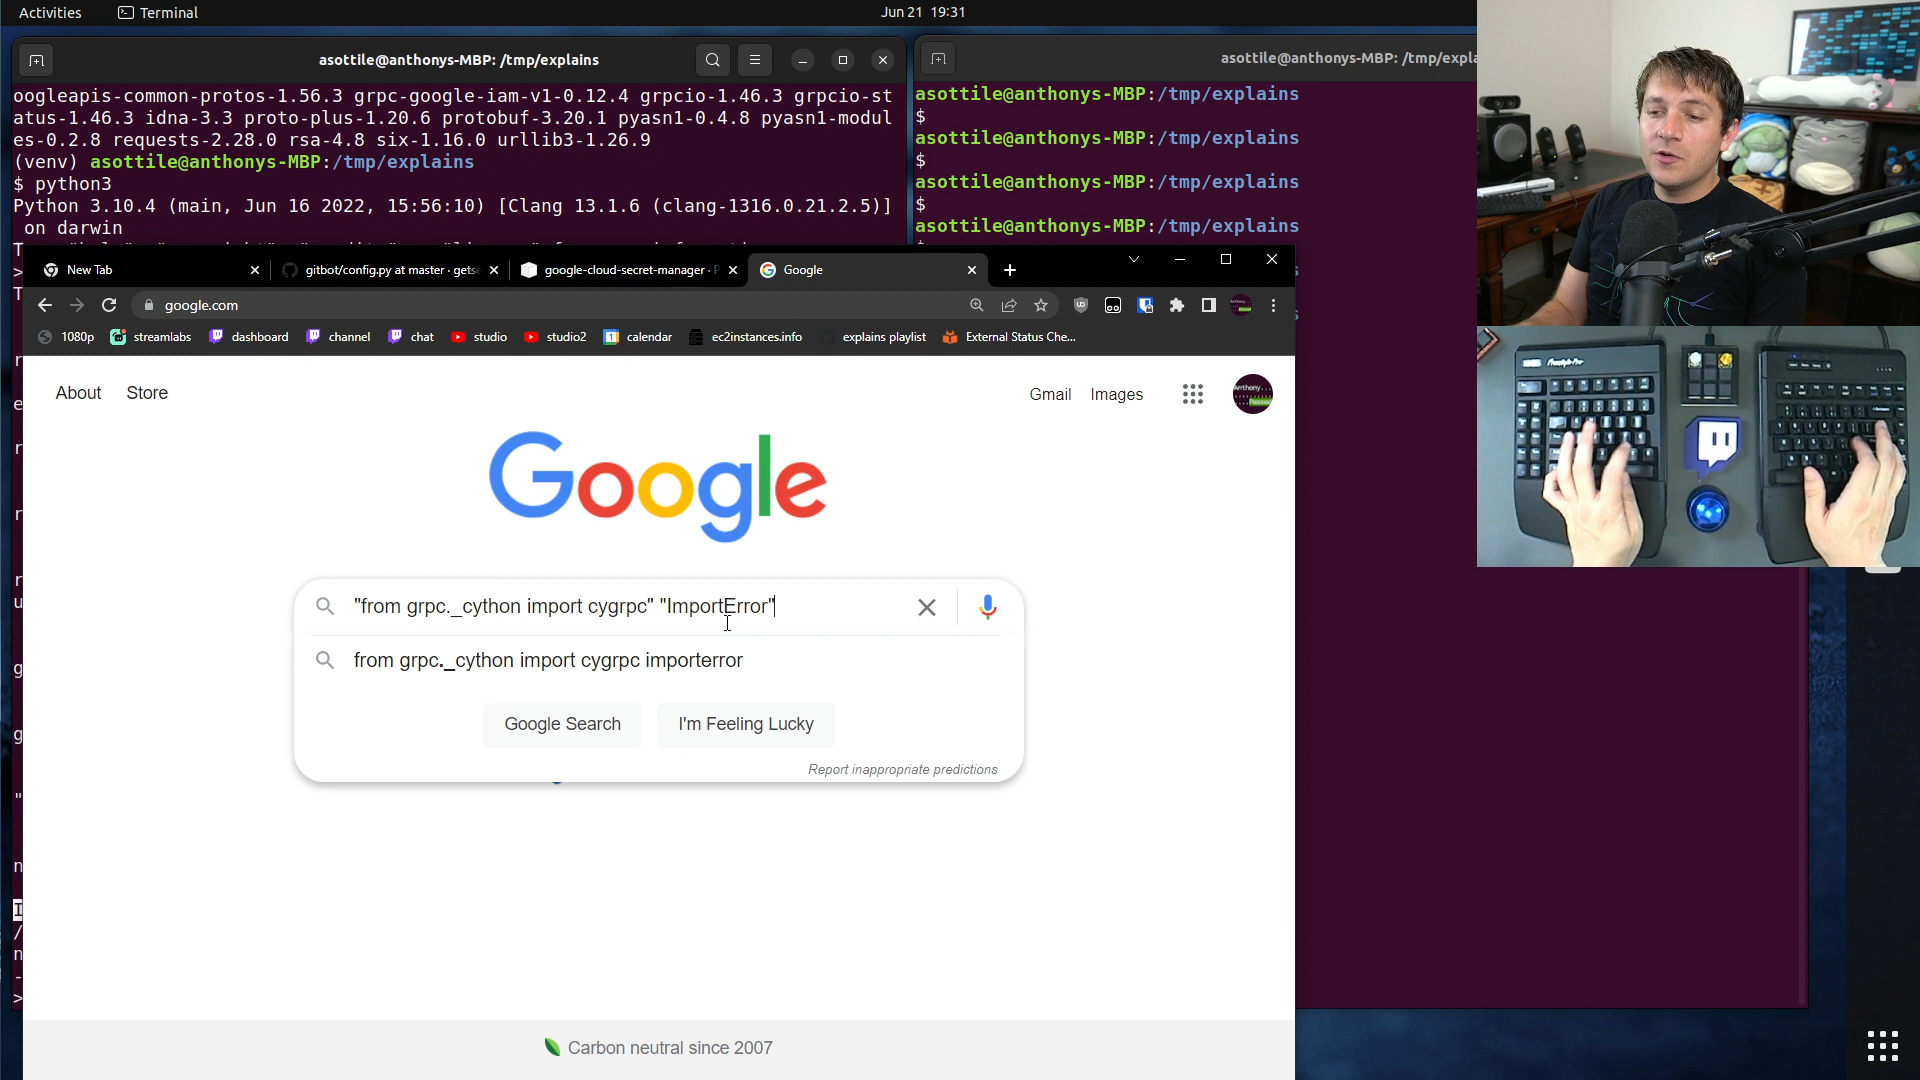 Activities
Terminal
Jun 21 19:31
asottile@anthonys-MBP: /tmp/explains
oogleapis-common-protos-1.56.3 grpc-google-iam-v1-0.12.4 grpcio-1.46.3 grpcio-st
atus-1.46.3 idna-3.3 proto-plus-1.20.6 protobuf-3.20.1 pyasn1-0.4.8 pyasn1-modul
es-0.2.8 requests-2.28.0 rsa-4.8 six-1.16.0 urllib3-1.26.9
(venv) asottile@anthonys-MBP:/tmp/explains
$ python3
Python 3.10.4 (main, Jun 16 2022, 15:56:10) [Clang 13.1.6 (clang-1316.0.21.2.5)]
on darwin
asottile@anthonys-MBP: /tmp/expla
asottile@anthonys-MBP:/tmp/explains
$
asottile@anthonys-MBP:/tmp/explains
$
asottile@anthonys-MBP:/tmp/explains
$
asottile@anthonys-MBP:/tmp/explains
New Tab
gitbot/config.py at master · getse
google-cloud-secret-manager · P
Google
google.com
1080p
streamlabs
dashboard
channel
chat
studio
studio2
calendar
ec2instances.info
explains playlist
External Status Che...
About
Store
Gmail
Images
Google
"from grpc._cython import cygrpc" "ImportError"
from grpc._cython import cygrpc importerror
Google Search
I'm Feeling Lucky
Report inappropriate predictions
Carbon neutral since 2007